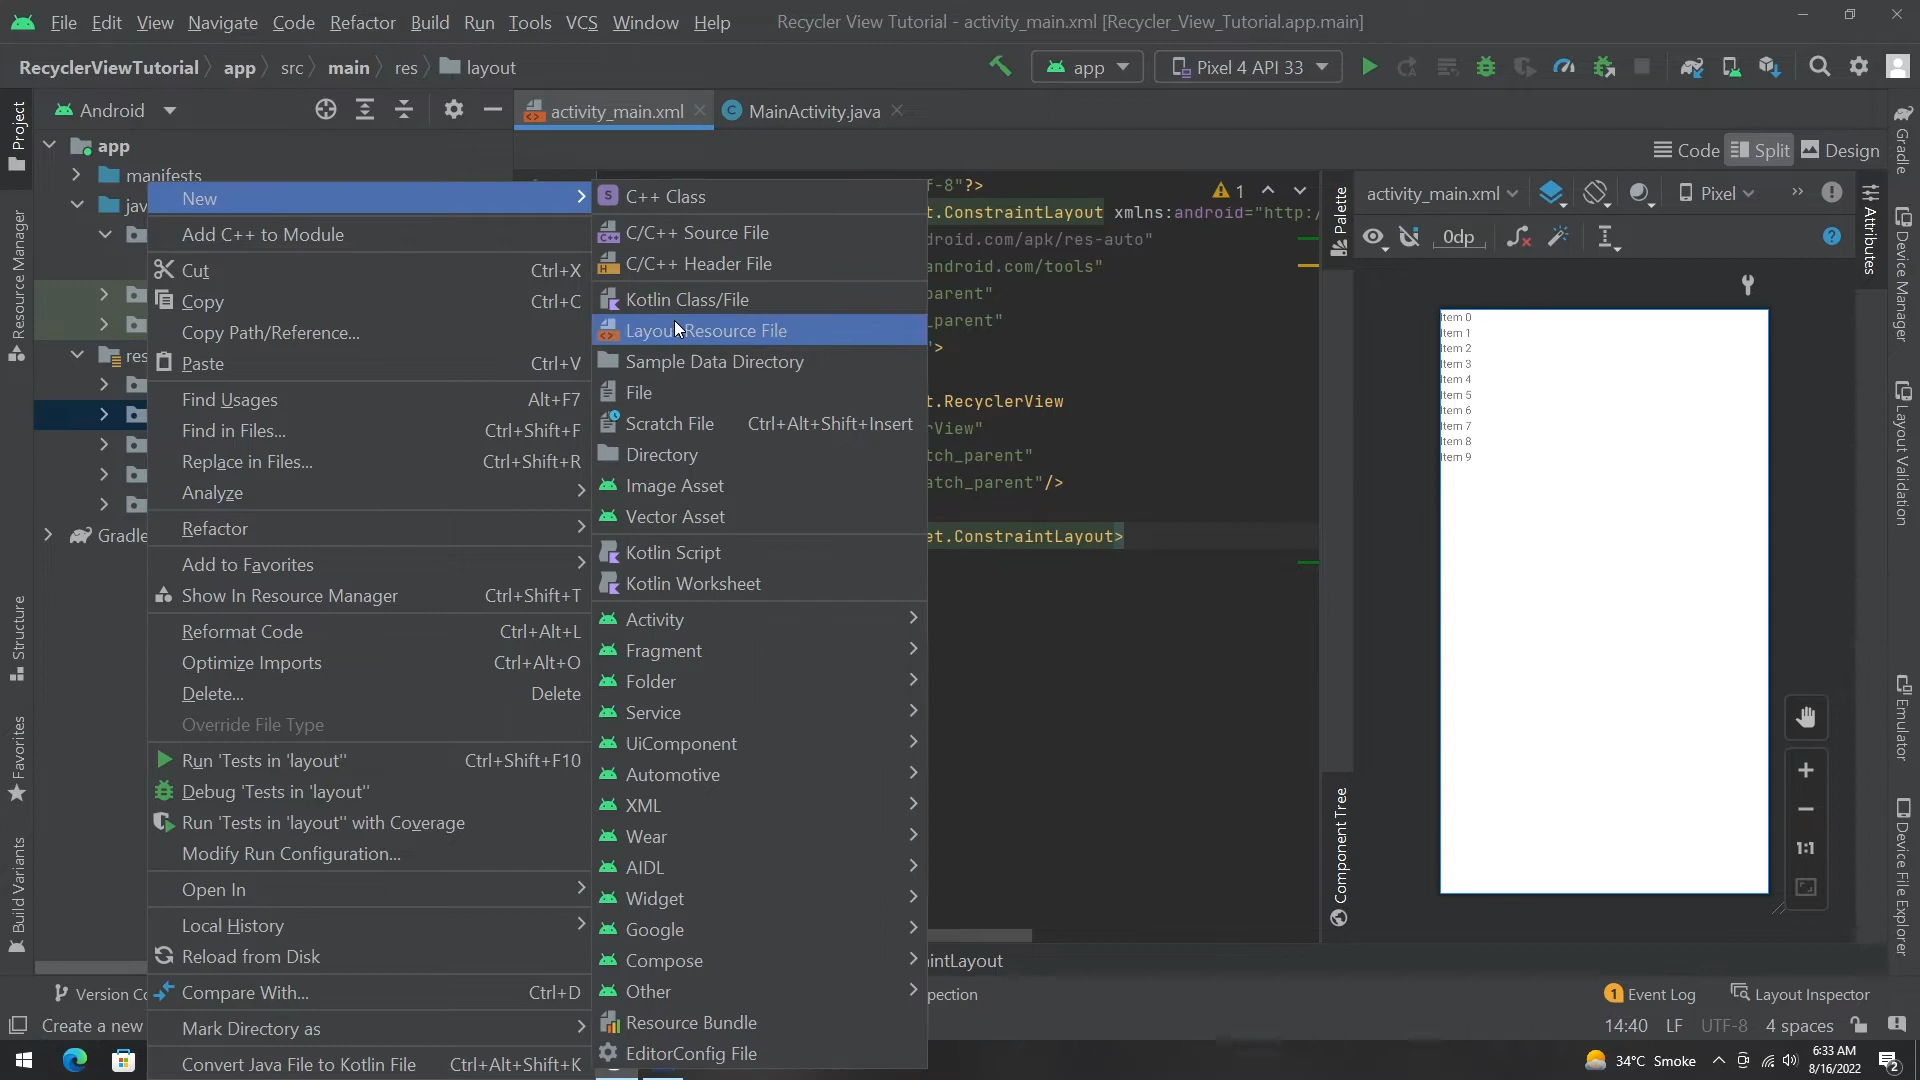 File Edit View Navigate Code Refactor Build Run Tools VCS Window Help Recycler View Tutorial - activity_main.xml [Recycler_View_Tutorial.app.main]
RecyclerViewTutorial app src main res layout app Pixel 4 API 33
Android activity_main.xml MainActivity.java
Code Split Design
Project
Resource Manager
Structure
Favorites
Build Variants
app
manifests
jav
res
Gradle
New
Add C++ to Module
Cut Ctrl+X
Copy Ctrl+C
Copy Path/Reference...
Paste Ctrl+V
Find Usages Alt+F7
Find in Files... Ctrl+Shift+F
Replace in Files... Ctrl+Shift+R
Analyze
Refactor
Add to Favorites
Show In Resource Manager Ctrl+Shift+T
Reformat Code Ctrl+Alt+L
Optimize Imports Ctrl+Alt+O
Delete... Delete
Override File Type
Run 'Tests in 'layout'' Ctrl+Shift+F10
Debug 'Tests in 'layout''
Run 'Tests in 'layout'' with Coverage
Modify Run Configuration...
Open In
Local History
Reload from Disk
Compare With... Ctrl+D
Mark Directory as
Convert Java File to Kotlin File Ctrl+Alt+Shift+K
C++ Class
C/C++ Source File
C/C++ Header File
Kotlin Class/File
Layout Resource File
Sample Data Directory
File
Scratch File Ctrl+Alt+Shift+Insert
Directory
Image Asset
Vector Asset
Kotlin Script
Kotlin Worksheet
Activity
Fragment
Folder
Service
UiComponent
Automotive
XML
Wear
AIDL
Widget
Google
Compose
Other
Resource Bundle
EditorConfig File
f-8"?>
t.ConstraintLayout xmlns:android="http:/
droid.com/apk/res-auto"
android.com/tools"
parent"
_parent"
">
t.RecyclerView
rView"
tch_parent"
atch_parent"/>
et.ConstraintLayout>
1
intLayout
Palette
Component Tree
activity_main.xml Pixel
0dp
Item 0
Item 1
Item 2
Item 3
Item 4
Item 5
Item 6
Item 7
Item 8
Item 9
1:1
Attributes
Gradle
Device Manager
Layout Validation
Emulator
Device File Explorer
Version Co pection 1 Event Log Layout Inspector
Create a new 14:40 LF UTF-8 4 spaces
34°C Smoke 6:33 AM
8/16/2022 2